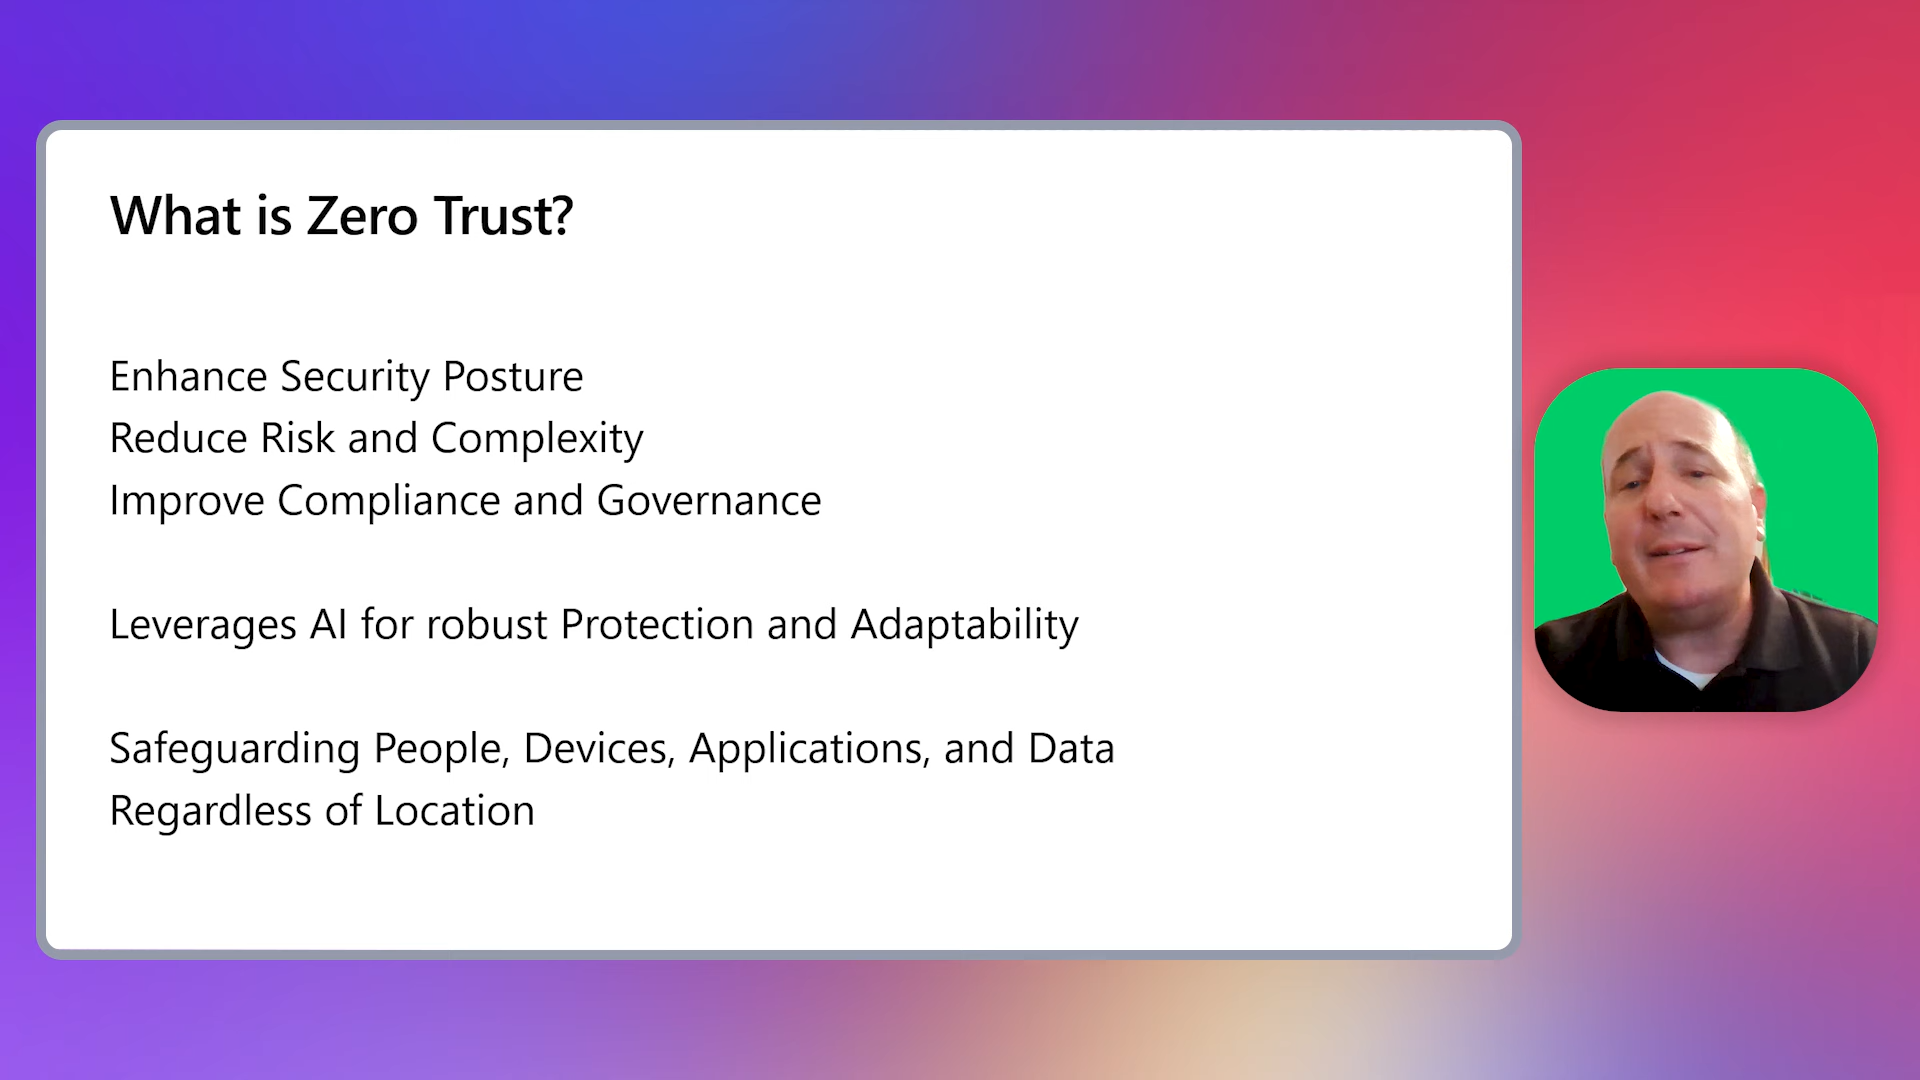 What is Zero Trust?
Enhance Security Posture
Reduce Risk and Complexity
Improve Compliance and Governance
Leverages AI for robust Protection and Adaptability
Safeguarding People, Devices, Applications, and Data
Regardless of Location